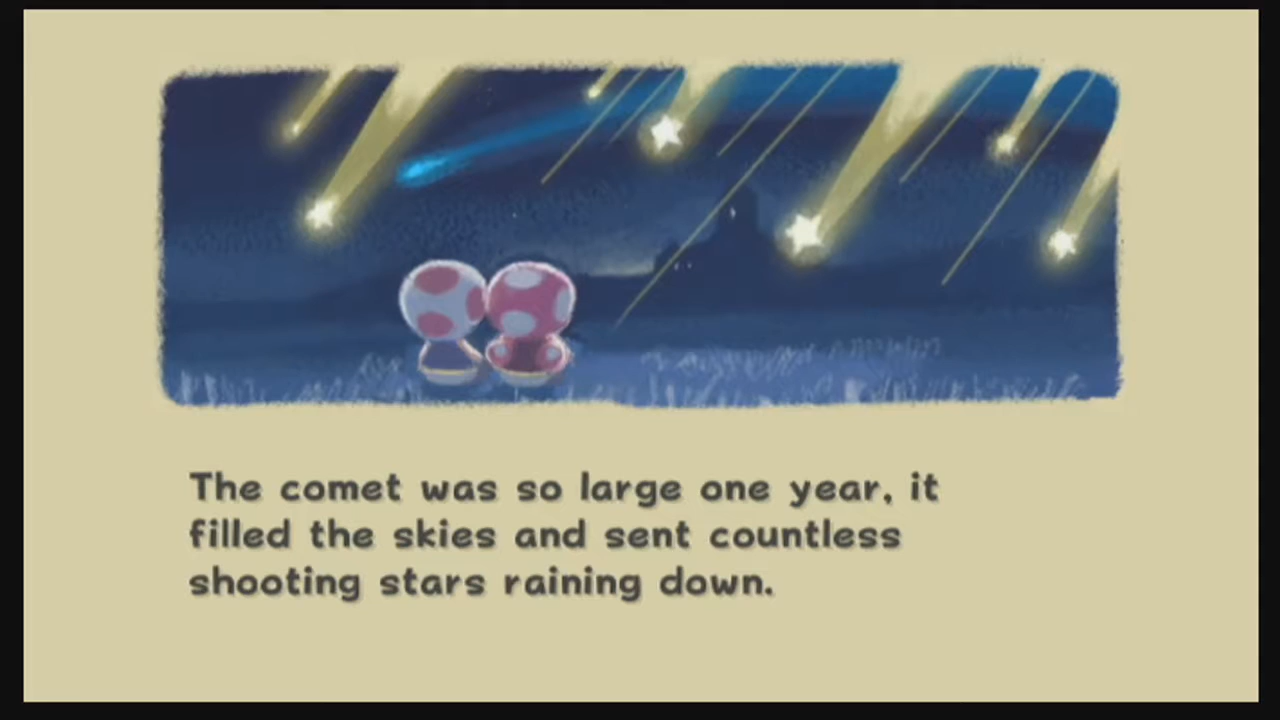 The comet was so large one year, it
filled the skies and sent countless
shooting stars raining down.